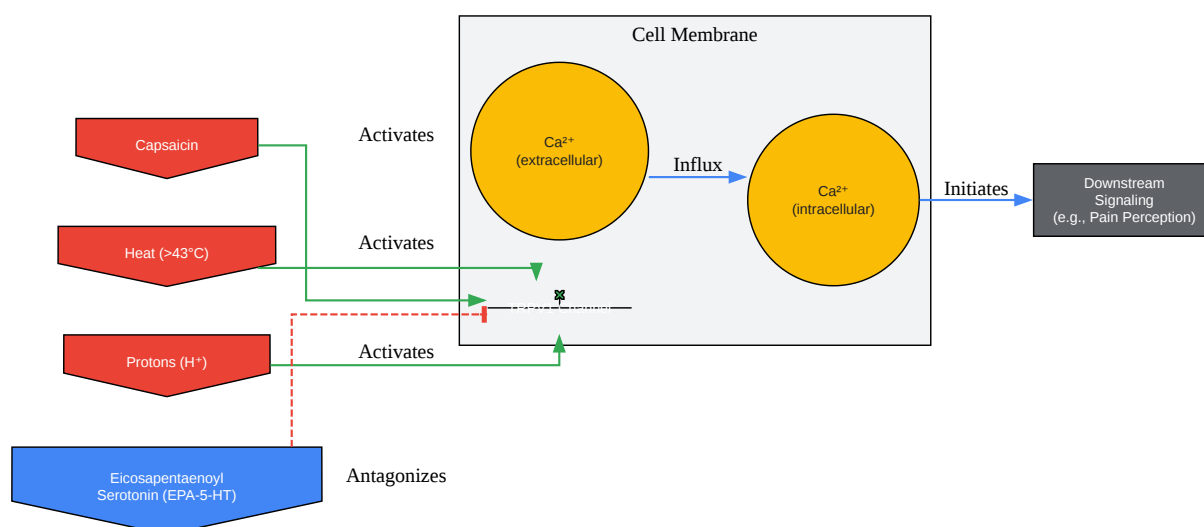 Cell Membrane
Capsaicin
Activates
Ca²⁺
(extracellular)
Influx
Ca²⁺
(intracellular)
Initiates
Downstream
Signaling
(e.g., Pain Perception)
Heat (>43°C)
Activates
Protons (H⁺)
Activates
Eicosapentaenoyl
Serotonin (EPA-5-HT)
Antagonizes